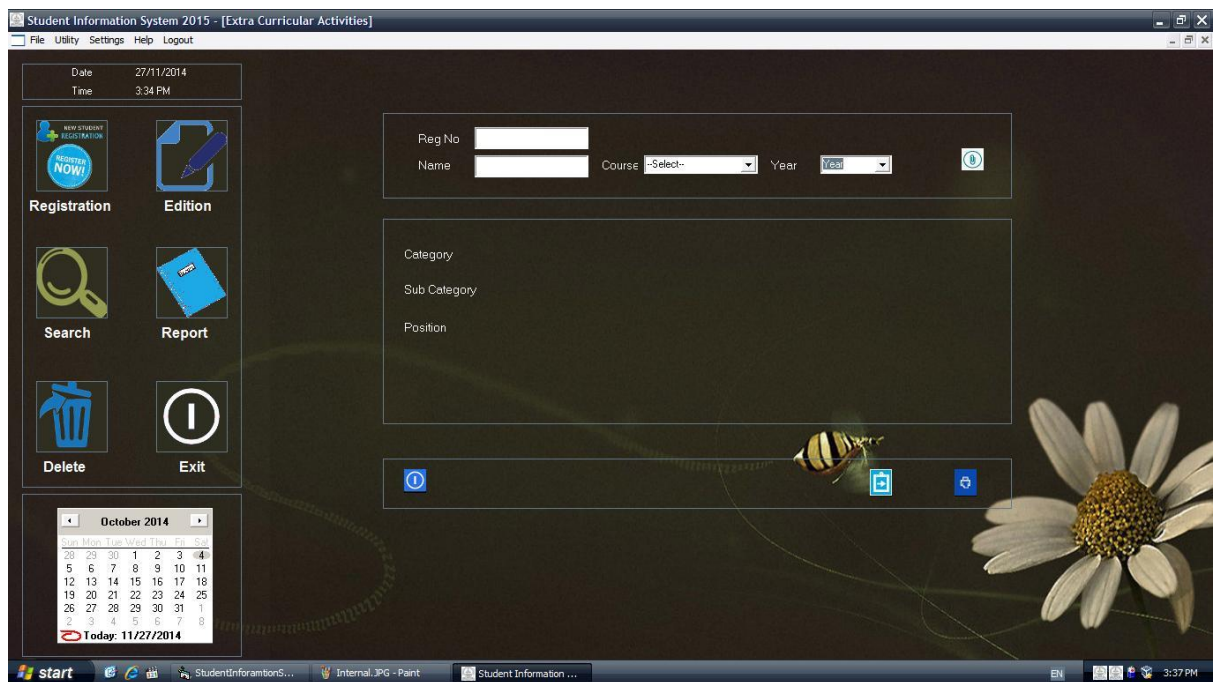 Student Information System 2015 - [Extra Curricular Activities]
File Utility Settings Help Logout
Date 27/11/2014
Time 3:34 PM
NEW STUDENT
REGISTRATION
REGISTER
NOW!
Registration Edition
Search Report
Delete Exit
Reg No
Name Course --Select-- Year Year
Category
Sub Category
Position
October 2014
Sun Mon Tue Wed Thu Fri Sat
28 29 30 1 2 3 4
5 6 7 8 9 10 11
12 13 14 15 16 17 18
19 20 21 22 23 24 25
26 27 28 29 30 31 1
2 3 4 5 6 7 8
Today: 11/27/2014
start StudentInforamtionS... Internal.JPG - Paint Student Information ... EN 3:37 PM